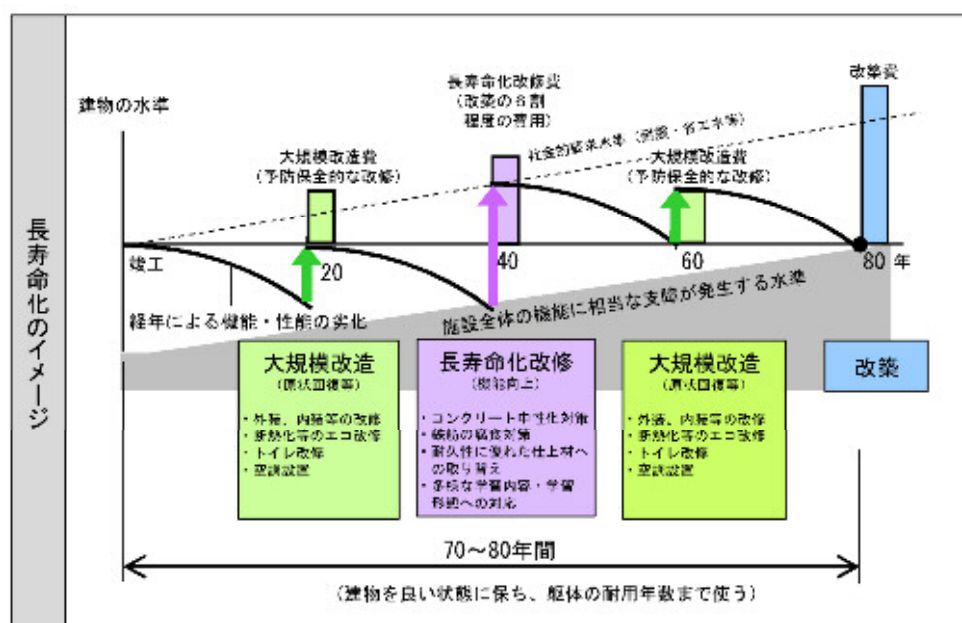 長寿命化のイメージ
建物の水準
長寿命化改修費
(改築の6割
程度の費用)
改築費
社会的要求水準(耐震・省エネ等)
大規模改造費
(予防保全的な改修)
大規模改造費
(予防保全的な改修)
竣工
20
40
60
80 年
経年による機能・性能の劣化
施設全体の機能に相当な支障が発生する水準
大規模改造
(原状回復等)
・外装、内装等の改修
・断熱化等のエコ改修
・トイレ改修
・空調設置
長寿命化改修
(機能向上)
・コンクリート中性化対策
・鉄筋の腐食対策
・耐久性に優れた仕上材へ
の取り替え
・多様な学習内容・学習
形態への対応
大規模改造
(原状回復等)
・外装、内装等の改修
・断熱化等のエコ改修
・トイレ改修
・空調設置
改築
70～80年間
(建物を良い状態に保ち、躯体の耐用年数まで使う)